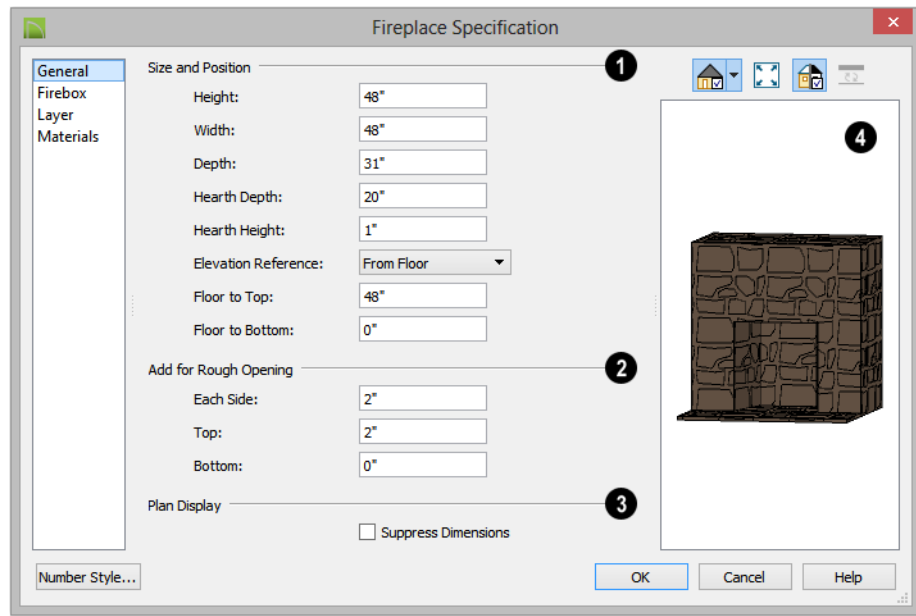 Fireplace Specification
General
Firebox
Layer
Materials
Size and Position 1
Height: 48"
Width: 48"
Depth: 31"
Hearth Depth: 20"
Hearth Height: 1"
Elevation Reference: From Floor
Floor to Top: 48"
Floor to Bottom: 0"
Add for Rough Opening 2
Each Side: 2"
Top: 2"
Bottom: 0"
Plan Display 3
Suppress Dimensions
4
Number Style...
OK
Cancel
Help